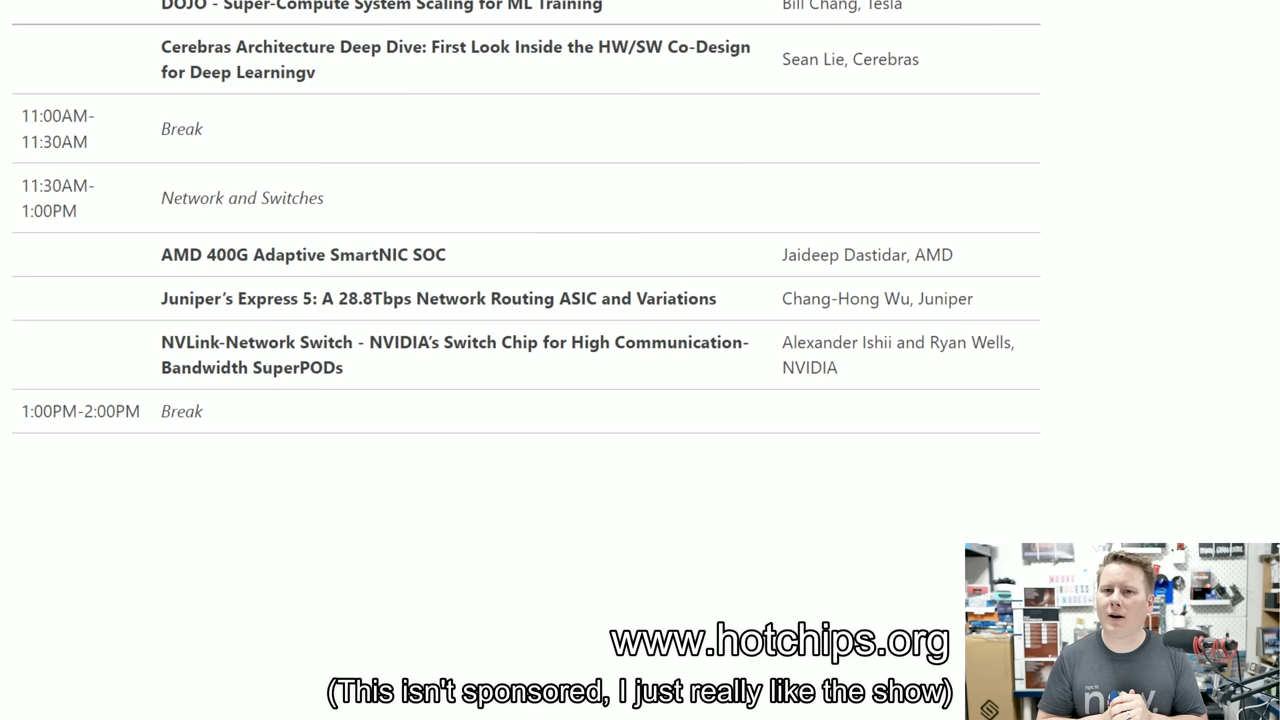 DOJO - Super-Compute System Scaling for ML Training
Bill Chang, Tesla
Cerebras Architecture Deep Dive: First Look Inside the HW/SW Co-Design
for Deep Learningv
Sean Lie, Cerebras
11:00AM-
11:30AM
Break
11:30AM-
1:00PM
Network and Switches
AMD 400G Adaptive SmartNIC SOC
Jaideep Dastidar, AMD
Juniper’s Express 5: A 28.8Tbps Network Routing ASIC and Variations
Chang-Hong Wu, Juniper
NVLink-Network Switch - NVIDIA’s Switch Chip for High Communication-
Bandwidth SuperPODs
Alexander Ishii and Ryan Wells,
NVIDIA
1:00PM-2:00PM
Break
www.hotchips.org
(This isn't sponsored, I just really like the show)